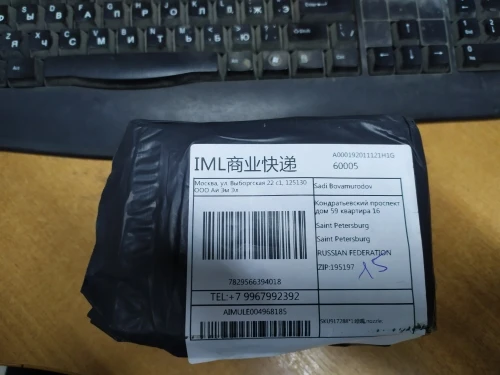 IML商业快递
A000192011121H1G
60005
Москва, ул. Выборгская 22 с1, 125130
ООО Ай Эм Эл
7829566394018
Sadi Bovamurodov
Кондратьевский проспект
дом 59 квартира 16
Saint Petersburg
Saint Petersburg
RUSSIAN FEDERATION
ZIP:195197
15
TEL:+7 9967992392
AIMULE004968185